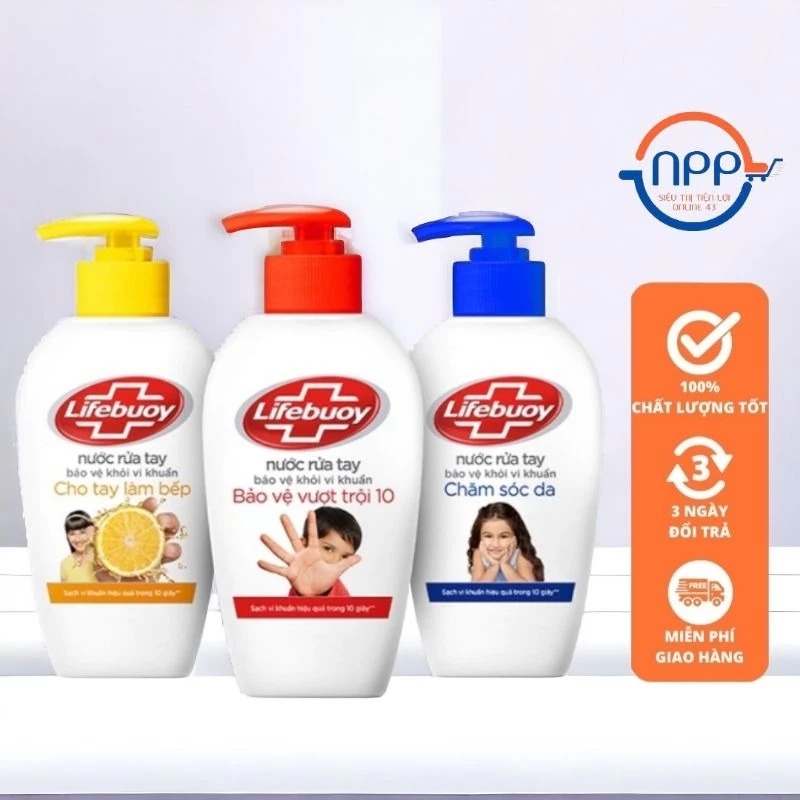 npp
SIÊU THỊ TIỆN LỢI
ONLINE 43
Lifebuoy
nước rửa tay
bảo vệ khỏi vi khuẩn
Cho tay làm bếp
Sạch vi khuẩn hiệu quả trong 10 giây**
Lifebuoy
nước rửa tay
bảo vệ khỏi vi khuẩn
Bảo vệ vượt trội 10
Sạch vi khuẩn hiệu quả trong 10 giây**
Lifebuoy
nước rửa tay
bảo vệ khỏi vi khuẩn
Chăm sóc da
Sạch vi khuẩn hiệu quả trong 10 giây**
100%
CHẤT LƯỢNG TỐT
3
3 NGÀY
ĐỔI TRẢ
FREE
MIỄN PHÍ
GIAO HÀNG